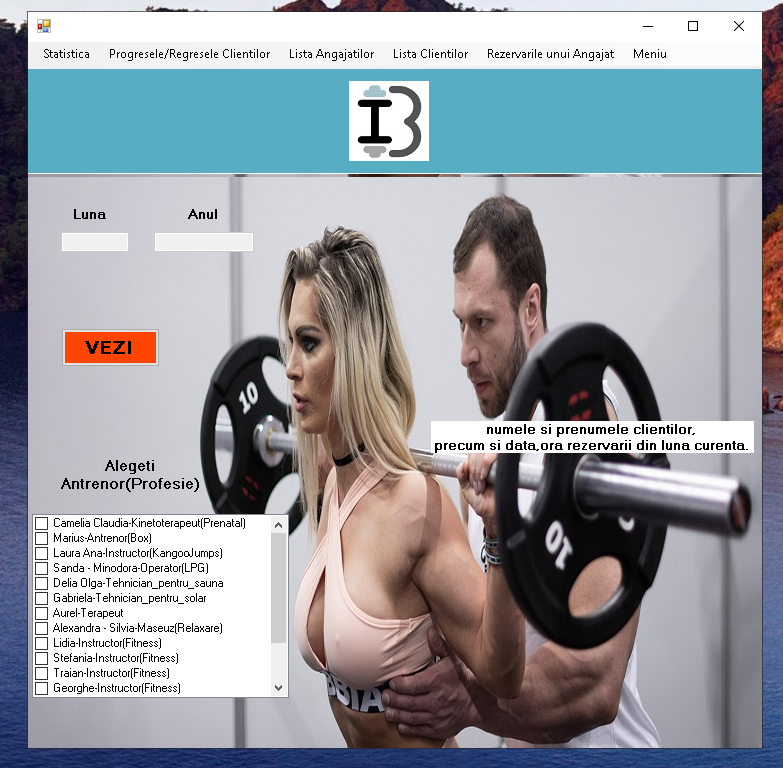 Statistica Progresele/Regresele Clientilor Lista Angajatilor Lista Clientilor Rezervarile unui Angajat Meniu
I3
Luna Anul
VEZI
10
numele si prenumele clientilor,
precum si data,ora rezervarii din luna curenta.
Alegeti
Antrenor(Profesie)
Camelia Claudia-Kinetoterapeut(Prenatal)
Marius-Antrenor(Box)
Laura Ana-Instructor(KangooJumps)
Sanda - Minodora-Operator(LPG)
Delia Olga-Tehnician_pentru_sauna
Gabriela-Tehnician_pentru_solar
Aurel-Terapeut
Alexandra - Silvia-Maseuz(Relaxare)
Lidia-Instructor(Fitness)
Stefania-Instructor(Fitness)
Traian-Instructor(Fitness)
Georghe-Instructor(Fitness)
10